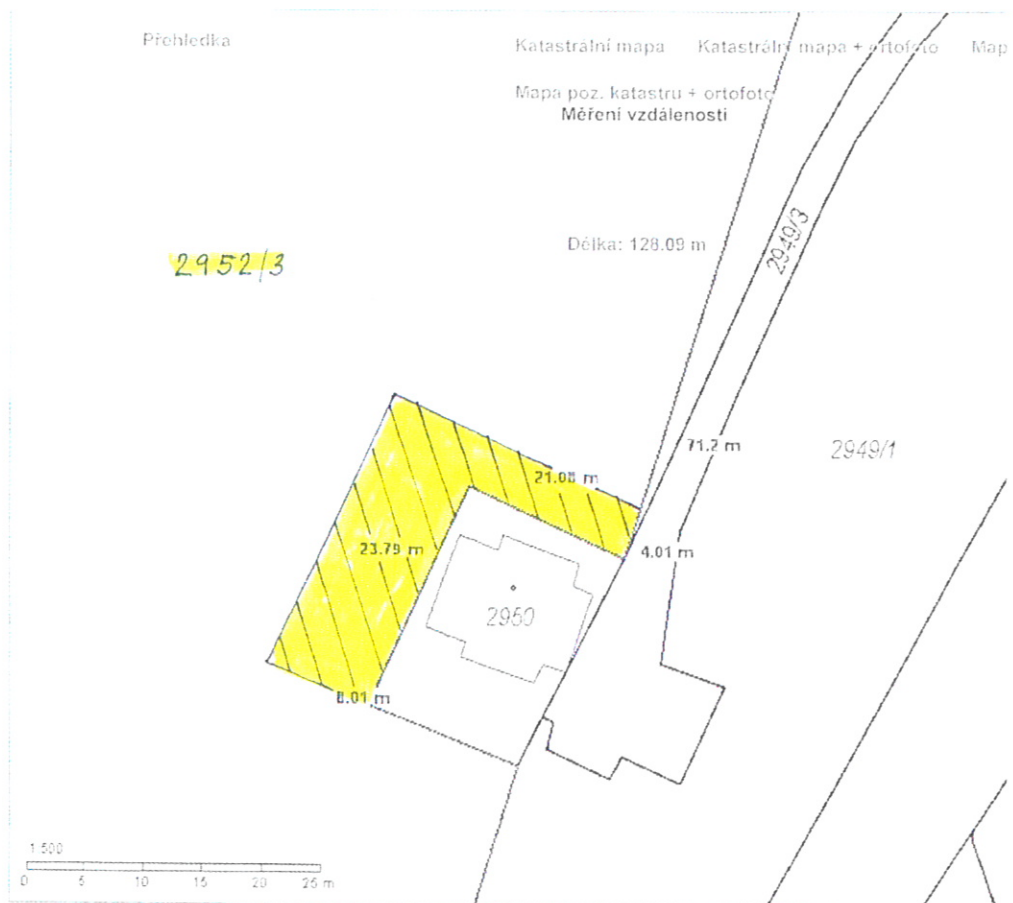 Přehledka
Katastrální mapa Katastrální mapa + ortofoto Map
Mapa poz. katastru + ortofoto
Měření vzdálenosti
Délka: 128.09 m
2952/3
2949/3
71.2 m
2949/1
21.08 m
23.79 m
4.01 m
2950
8.01 m
1:500
0 5 10 15 20 25 m